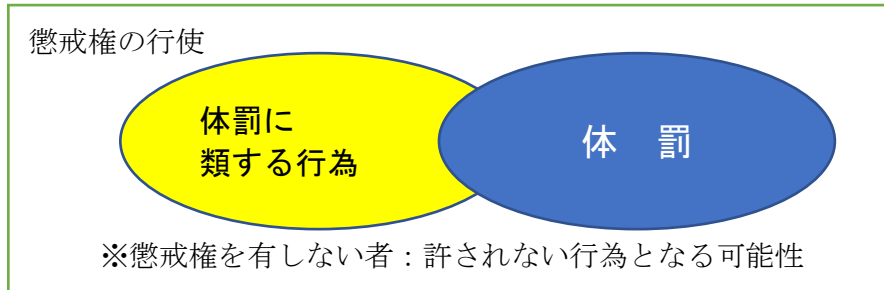 懲戒権の行使
体罰に
類する行為
体　罰
※懲戒権を有しない者：許されない行為となる可能性